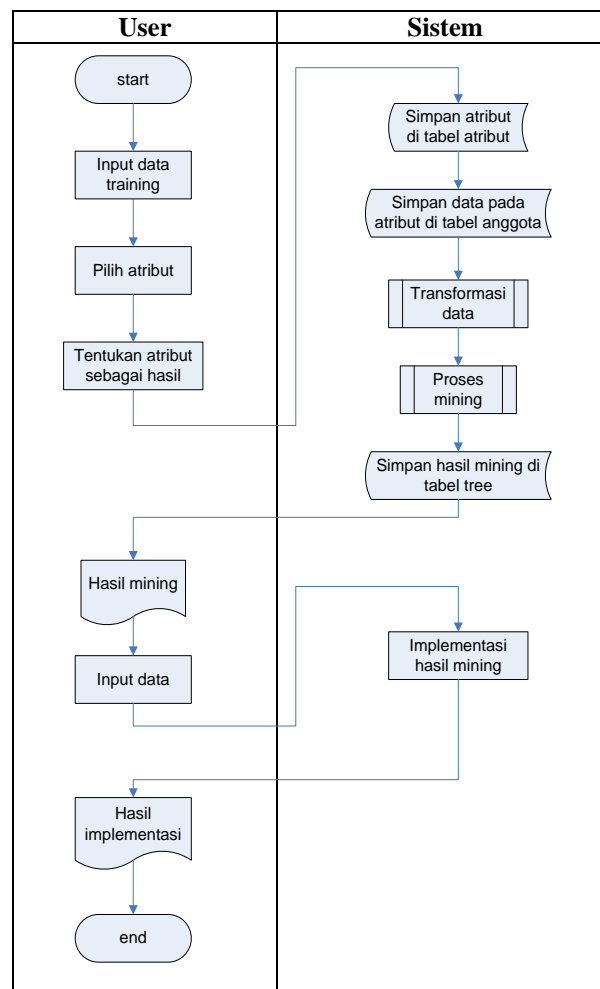 User
Sistem
start
Input data
training
Pilih atribut
Tentukan atribut
sebagai hasil
Simpan atribut
di tabel atribut
Simpan data pada
atribut di tabel anggota
Transformasi
data
Proses
mining
Simpan hasil mining di
tabel tree
Hasil mining
Input data
Implementasi
hasil mining
Hasil
implementasi
end